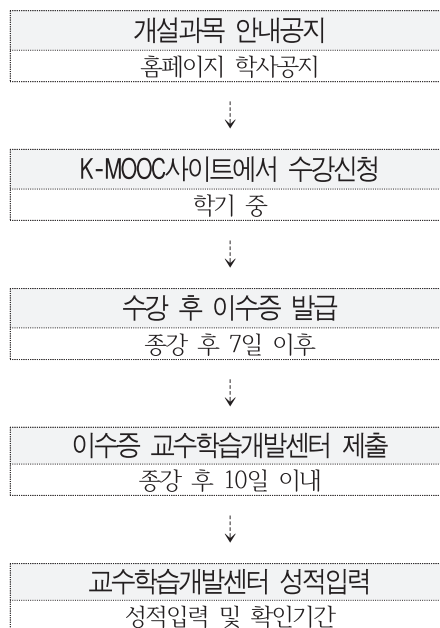 개설과목 안내공지
홈페이지 학사공지
K-MOOC사이트에서 수강신청
학기 중
수강 후 이수증 발급
종강 후 7일 이후
이수증 교수학습개발센터 제출
종강 후 10일 이내
교수학습개발센터 성적입력
성적입력 및 확인기간